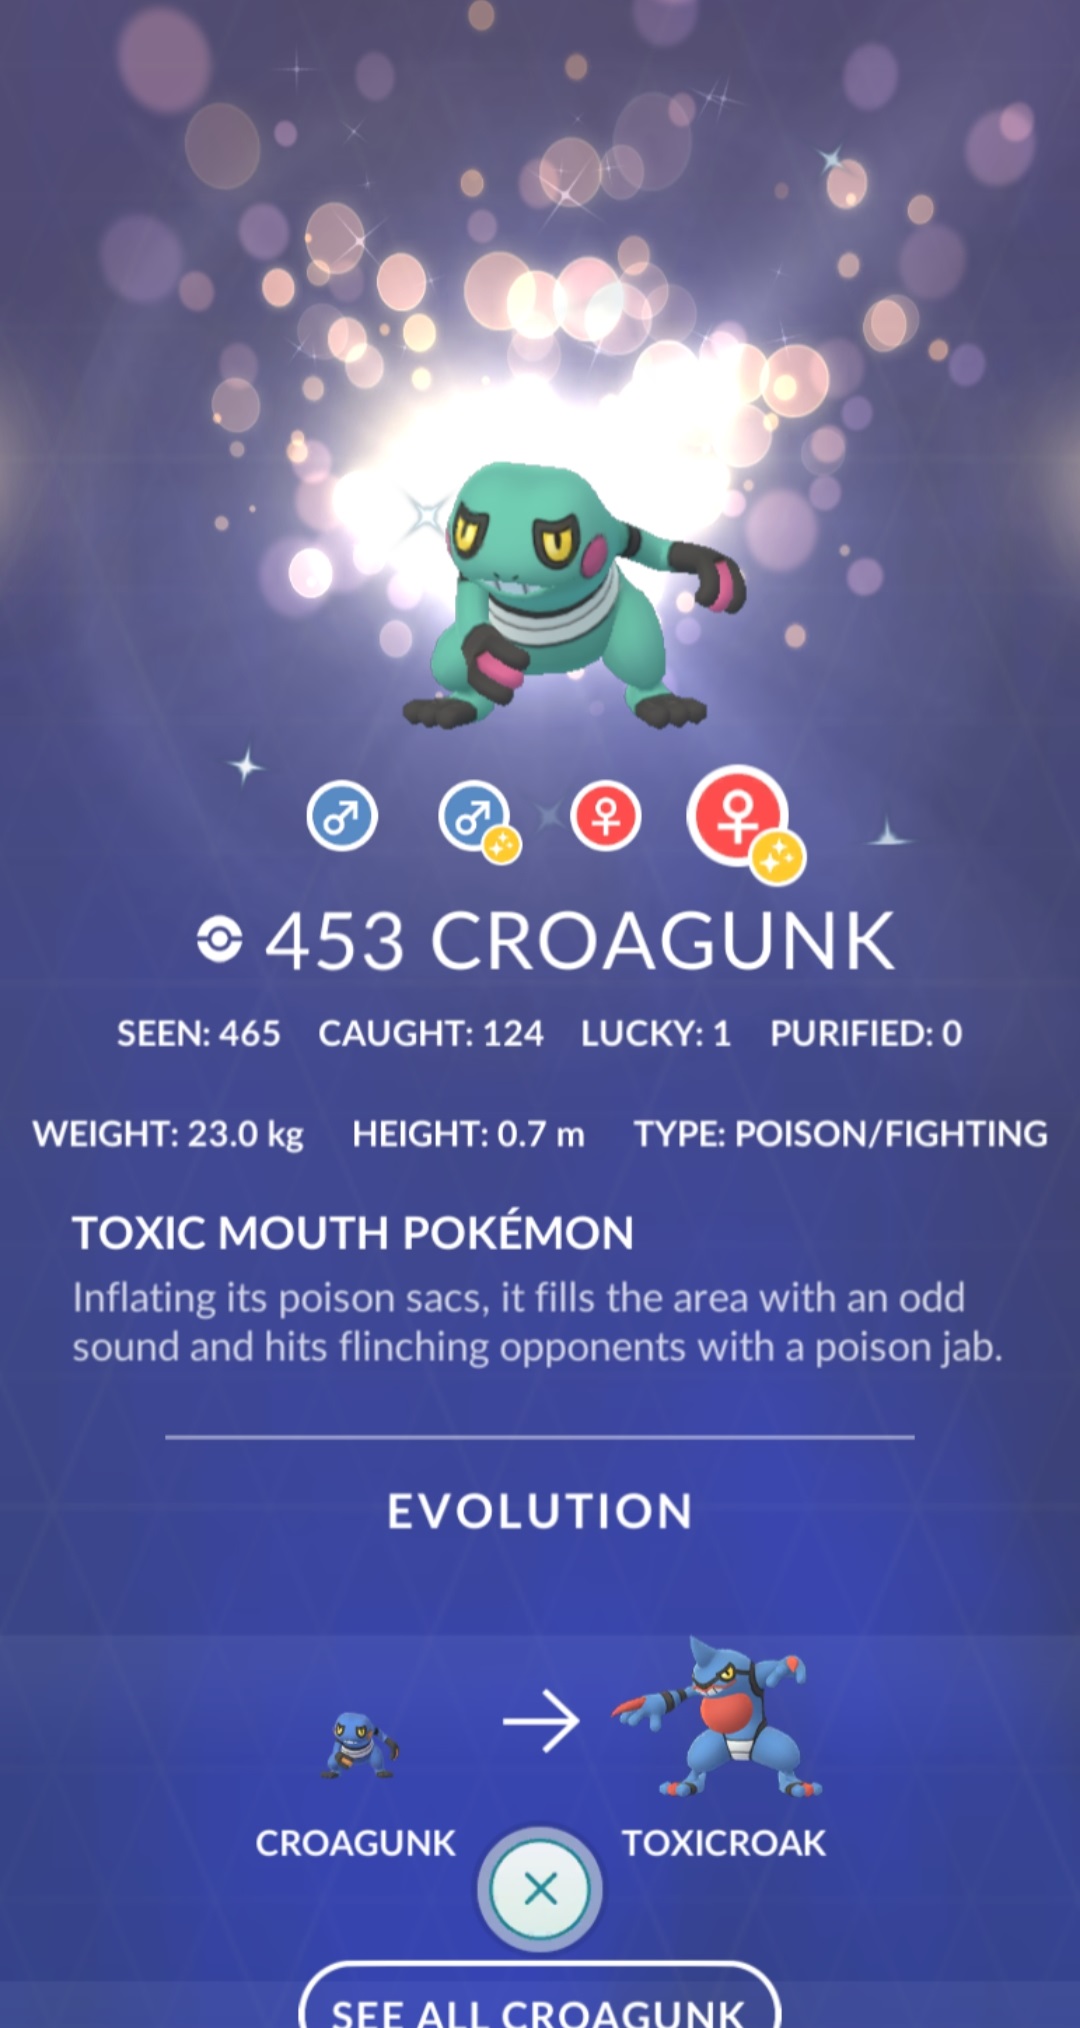 453 CROAGUNK
SEEN: 465 CAUGHT: 124 LUCKY: 1 PURIFIED: 0
WEIGHT: 23.0 kg HEIGHT: 0.7 m TYPE: POISON/FIGHTING
TOXIC MOUTH POKÉMON
Inflating its poison sacs, it fills the area with an odd
sound and hits flinching opponents with a poison jab.
EVOLUTION
CROAGUNK TOXICROAK
SEE ALL CROAGUNK